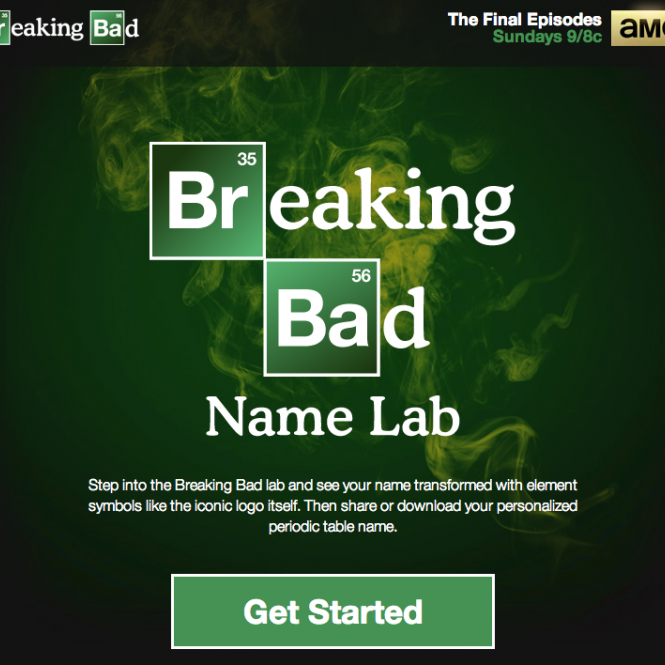 Breaking Bad
The Final Episodes
Sundays 9/8c
amc
35
Breaking
56
Bad
Name Lab
Step into the Breaking Bad lab and see your name transformed with element
symbols like the iconic logo itself. Then share or download your personalized
periodic table name.
Get Started